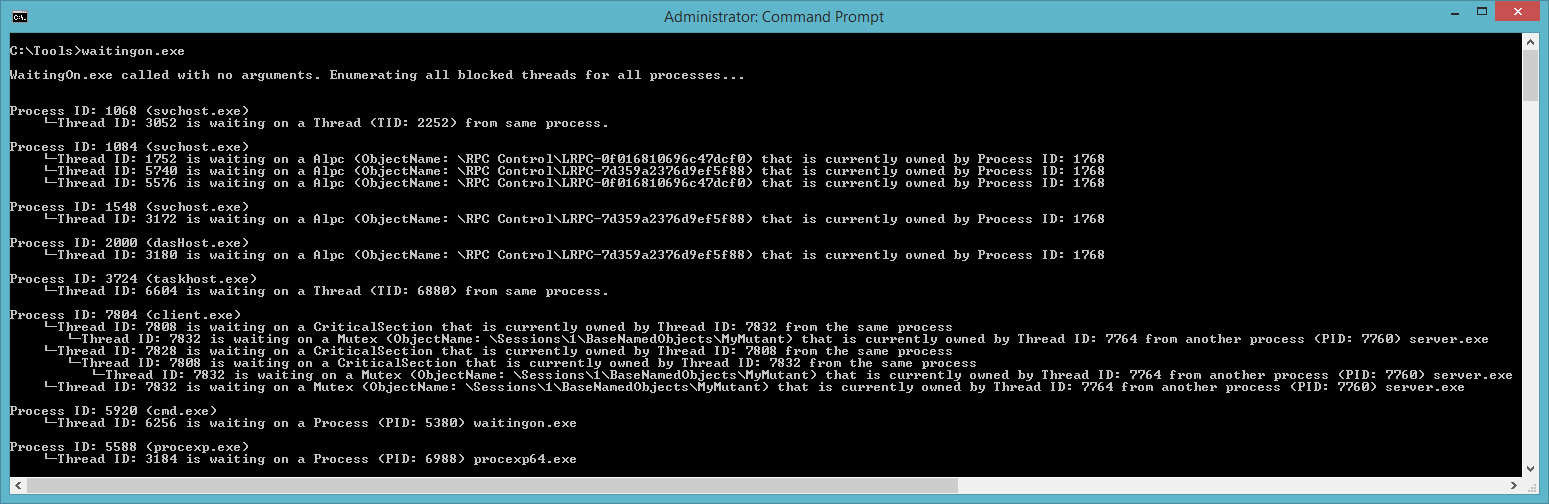 Administrator: Command Prompt
C:\Tools>waitingon.exe
WaitingOn.exe called with no arguments. Enumerating all blocked threads for all processes...
Process ID: 1068 (svchost.exe)
└─Thread ID: 3052 is waiting on a Thread (TID: 2252) from same process.
Process ID: 1084 (svchost.exe)
└─Thread ID: 1752 is waiting on a Alpc (ObjectName: \RPC Control\LRPC-0f016810696c47dcf0) that is currently owned by Process ID: 1768
└─Thread ID: 5740 is waiting on a Alpc (ObjectName: \RPC Control\LRPC-7d359a2376d9ef5f88) that is currently owned by Process ID: 1768
└─Thread ID: 5576 is waiting on a Alpc (ObjectName: \RPC Control\LRPC-0f016810696c47dcf0) that is currently owned by Process ID: 1768
Process ID: 1548 (svchost.exe)
└─Thread ID: 3172 is waiting on a Alpc (ObjectName: \RPC Control\LRPC-7d359a2376d9ef5f88) that is currently owned by Process ID: 1768
Process ID: 2000 (dasHost.exe)
└─Thread ID: 3180 is waiting on a Alpc (ObjectName: \RPC Control\LRPC-7d359a2376d9ef5f88) that is currently owned by Process ID: 1768
Process ID: 3724 (taskhost.exe)
└─Thread ID: 6604 is waiting on a Thread (TID: 6880) from same process.
Process ID: 7804 (client.exe)
└─Thread ID: 7808 is waiting on a CriticalSection that is currently owned by Thread ID: 7832 from the same process
└─Thread ID: 7832 is waiting on a Mutex (ObjectName: \Sessions\1\BaseNamedObjects\MyMutant) that is currently owned by Thread ID: 7764 from another process (PID: 7760) server.exe
└─Thread ID: 7828 is waiting on a CriticalSection that is currently owned by Thread ID: 7808 from the same process
└─Thread ID: 7808 is waiting on a CriticalSection that is currently owned by Thread ID: 7832 from the same process
└─Thread ID: 7832 is waiting on a Mutex (ObjectName: \Sessions\1\BaseNamedObjects\MyMutant) that is currently owned by Thread ID: 7764 from another process (PID: 7760) server.exe
└─Thread ID: 7832 is waiting on a Mutex (ObjectName: \Sessions\1\BaseNamedObjects\MyMutant) that is currently owned by Thread ID: 7764 from another process (PID: 7760) server.exe
Process ID: 5920 (cmd.exe)
└─Thread ID: 6256 is waiting on a Process (PID: 5380) waitingon.exe
Process ID: 5588 (procexp.exe)
└─Thread ID: 3184 is waiting on a Process (PID: 6988) procexp64.exe